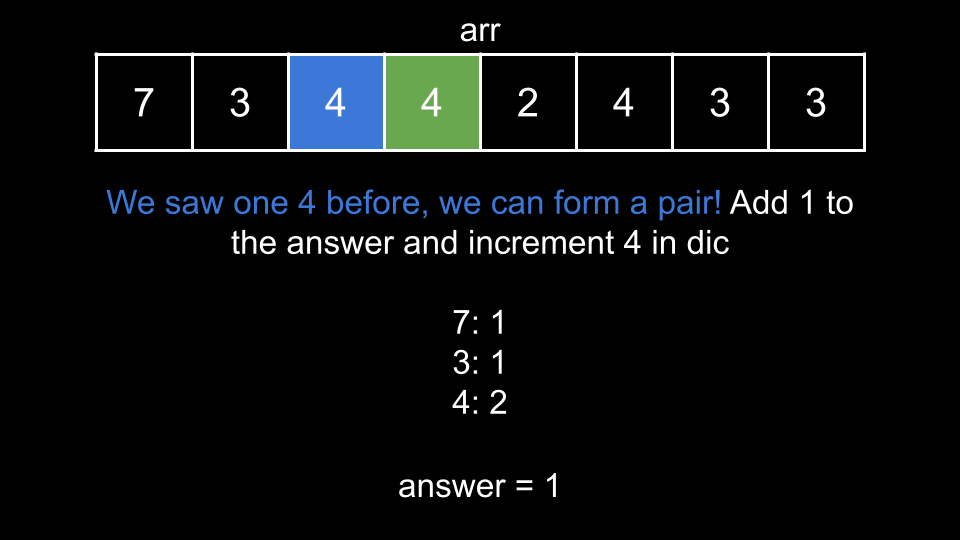 arr
7 3 4 4 2 4 3 3
We saw one 4 before, we can form a pair! Add 1 to
the answer and increment 4 in dic
7: 1
3: 1
4: 2
answer = 1